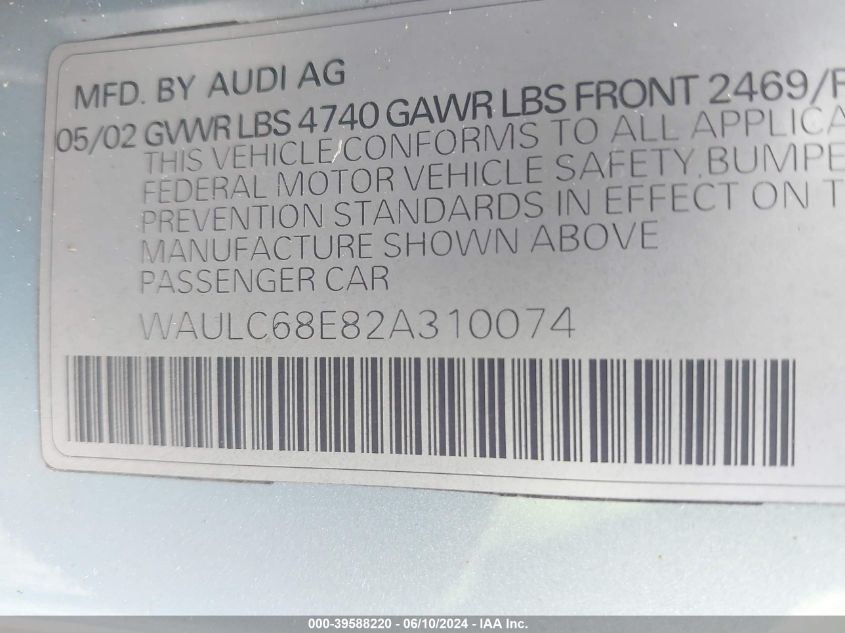 MFD. BY AUDI AG
05/02 GVWR LBS 4740 GAWR LBS FRONT 2469/
THIS VEHICLE CONFORMS TO ALL APPLICA
FEDERAL MOTOR VEHICLE SAFETY, BUMPE
PREVENTION STANDARDS IN EFFECT ON T
MANUFACTURE SHOWN ABOVE
PASSENGER CAR
WAULC68E82A310074
000-39588220 - 06/10/2024 - IAA Inc.